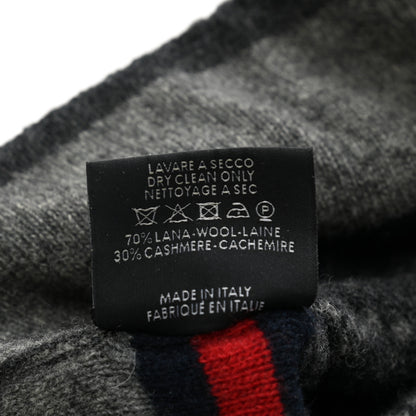 LAVARE A SECCO
DRY CLEAN ONLY
NETTOYAGE A SEC
P
70% LANA-WOOL-LAINE
30% CASHMERE-CACHEMIRE
MADE IN ITALY
FABRIQUÉ EN ITALIE